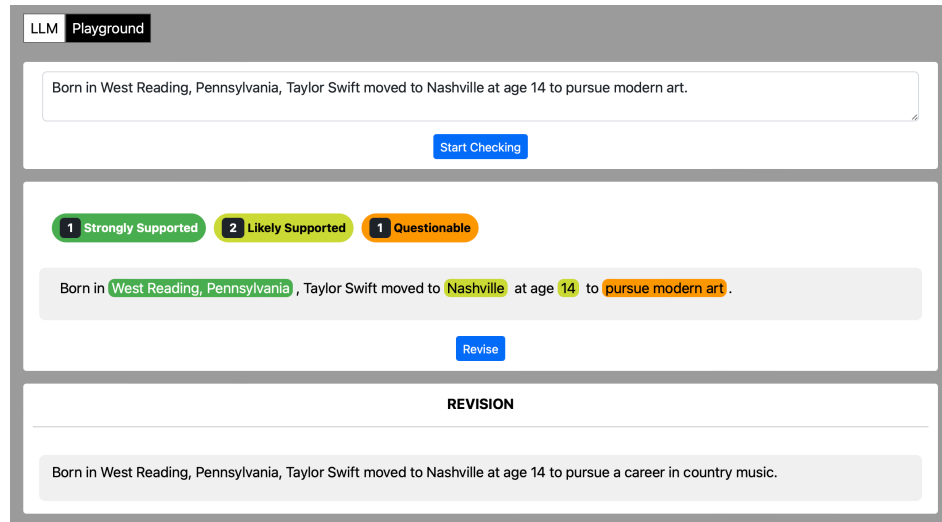 LLM Playground
Born in West Reading, Pennsylvania, Taylor Swift moved to Nashville at age 14 to pursue modern art.
Start Checking
1 Strongly Supported 2 Likely Supported 1 Questionable
Born in West Reading, Pennsylvania , Taylor Swift moved to Nashville at age 14 to pursue modern art .
Revise
REVISION
Born in West Reading, Pennsylvania, Taylor Swift moved to Nashville at age 14 to pursue a career in country music.